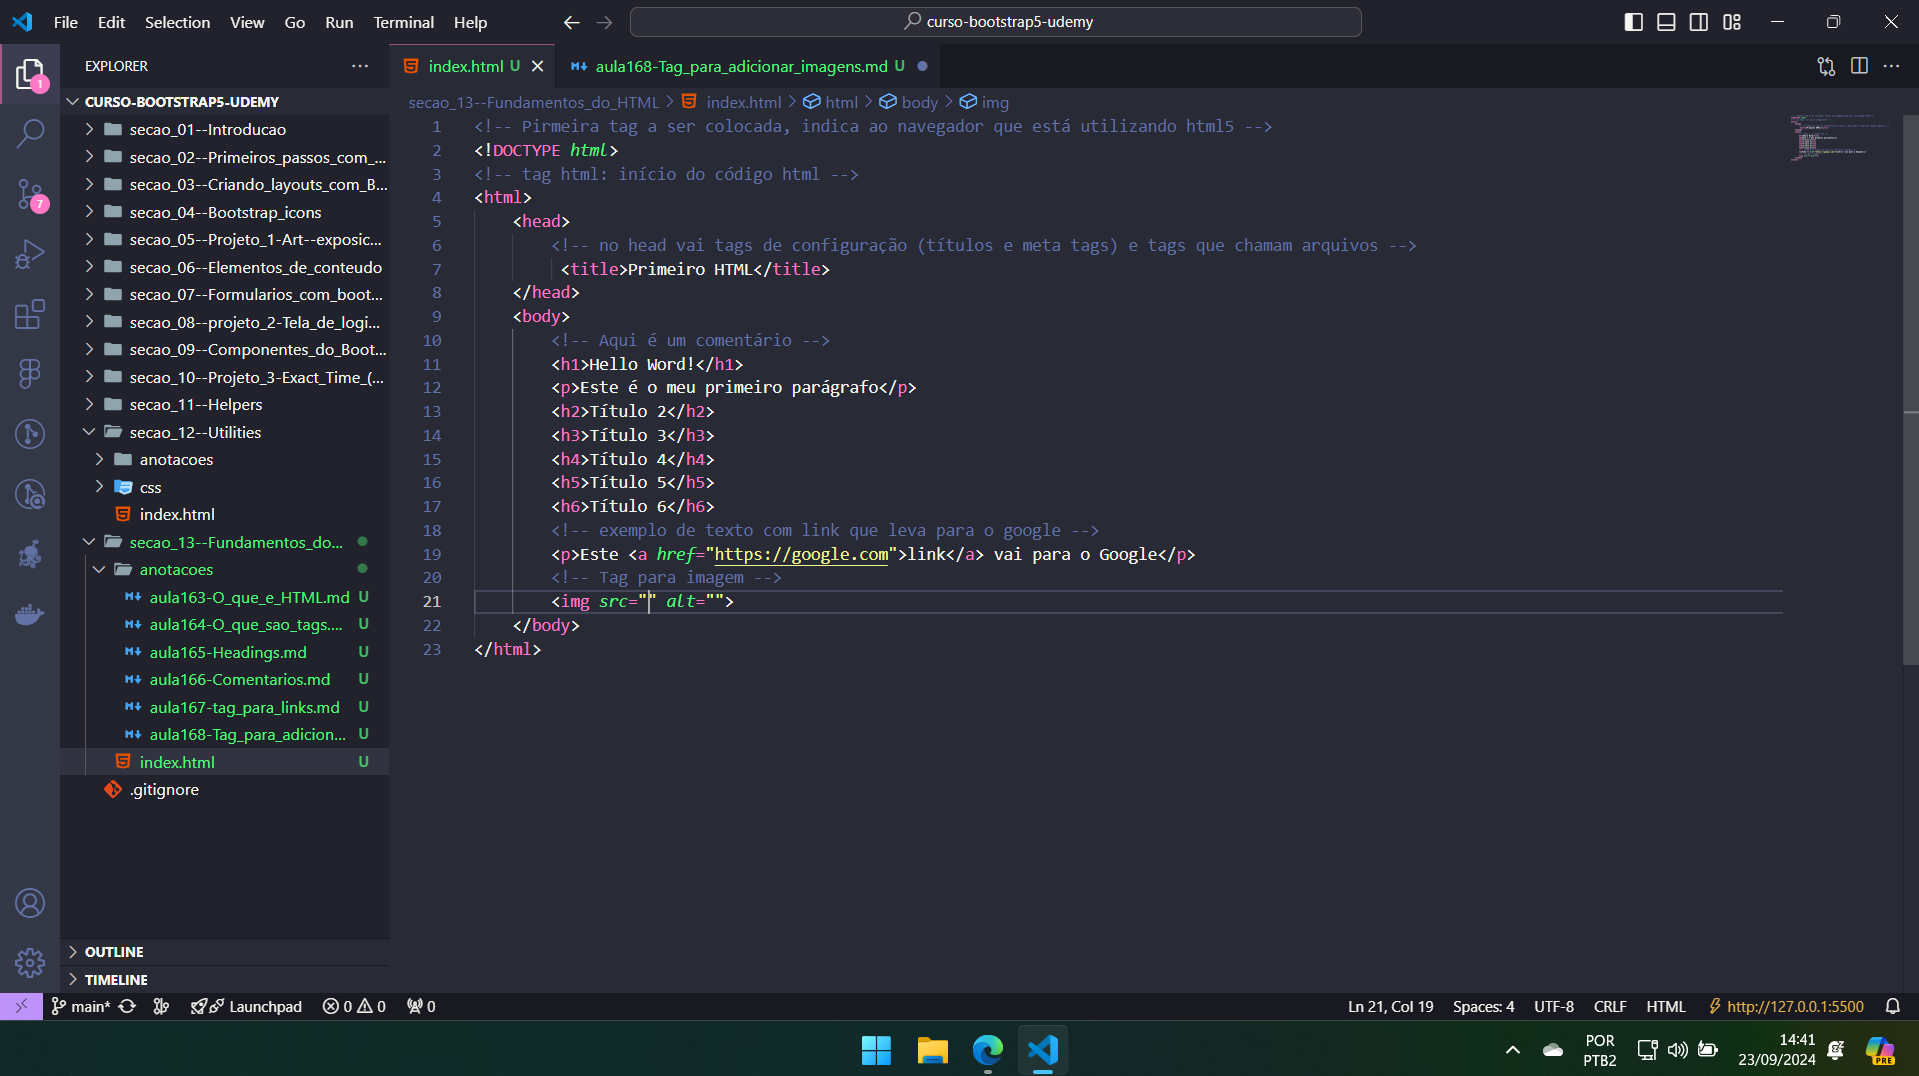 File Edit Selection View Go Run Terminal Help
curso-bootstrap5-udemy
EXPLORER
index.html U
aula168-Tag_para_adicionar_imagens.md U
CURSO-BOOTSTRAP5-UDEMY
secao_01--Introducao
secao_02--Primeiros_passos_com_...
secao_03--Criando_layouts_com_B...
secao_04--Bootstrap_icons
secao_05--Projeto_1-Art--exposic...
secao_06--Elementos_de_conteudo
secao_07--Formularios_com_boot...
secao_08--projeto_2-Tela_de_logi...
secao_09--Componentes_do_Boot...
secao_10--Projeto_3-Exact_Time_(...
secao_11--Helpers
secao_12--Utilities
anotacoes
css
index.html
secao_13--Fundamentos_do...
anotacoes
aula163-O_que_e_HTML.md U
aula164-O_que_sao_tags.... U
aula165-Headings.md U
aula166-Comentarios.md U
aula167-tag_para_links.md U
aula168-Tag_para_adicion... U
index.html U
.gitignore
OUTLINE
TIMELINE
1
7
secao_13--Fundamentos_do_HTML > index.html > html > body > img
1 <!-- Pirmeira tag a ser colocada, indica ao navegador que está utilizando html5 -->
2 <!DOCTYPE html>
3 <!-- tag html: início do código html -->
4 <html>
5 <head>
6 <!-- no head vai tags de configuração (títulos e meta tags) e tags que chamam arquivos -->
7 <title>Primeiro HTML</title>
8 </head>
9 <body>
10 <!-- Aqui é um comentário -->
11 <h1>Hello Word!</h1>
12 <p>Este é o meu primeiro parágrafo</p>
13 <h2>Título 2</h2>
14 <h3>Título 3</h3>
15 <h4>Título 4</h4>
16 <h5>Título 5</h5>
17 <h6>Título 6</h6>
18 <!-- exemplo de texto com link que leva para o google -->
19 <p>Este <a href="https://google.com">link</a> vai para o Google</p>
20 <!-- Tag para imagem -->
21 <img src="" alt="">
22 </body>
23 </html>
main* Launchpad 0 0 0
Ln 21, Col 19 Spaces: 4 UTF-8 CRLF HTML http://127.0.0.1:5500
POR
PTB2
14:41
23/09/2024
PRE